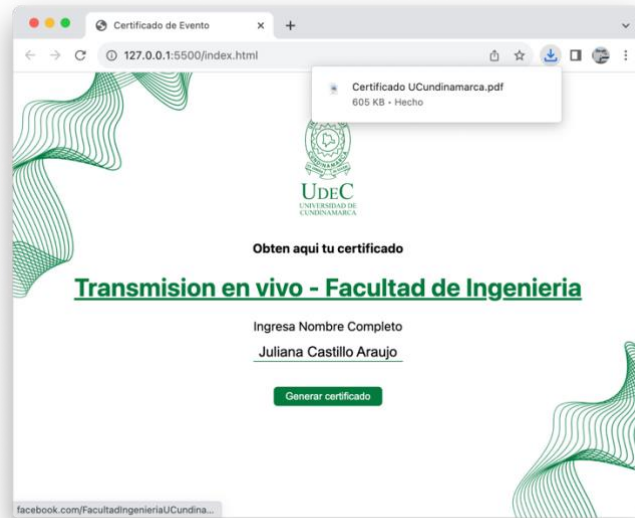 Certificado de Evento
127.0.0.1:5500/index.html
Certificado UCundinamarca.pdf
605 KB • Hecho
CUNDINAMARCA
UDEC
UNIVERSIDAD DE
CUNDINAMARCA
Obten aqui tu certificado
Transmision en vivo - Facultad de Ingenieria
Ingresa Nombre Completo
Juliana Castillo Araujo
Generar certificado
facebook.com/FacultadIngenieriaUCundina...